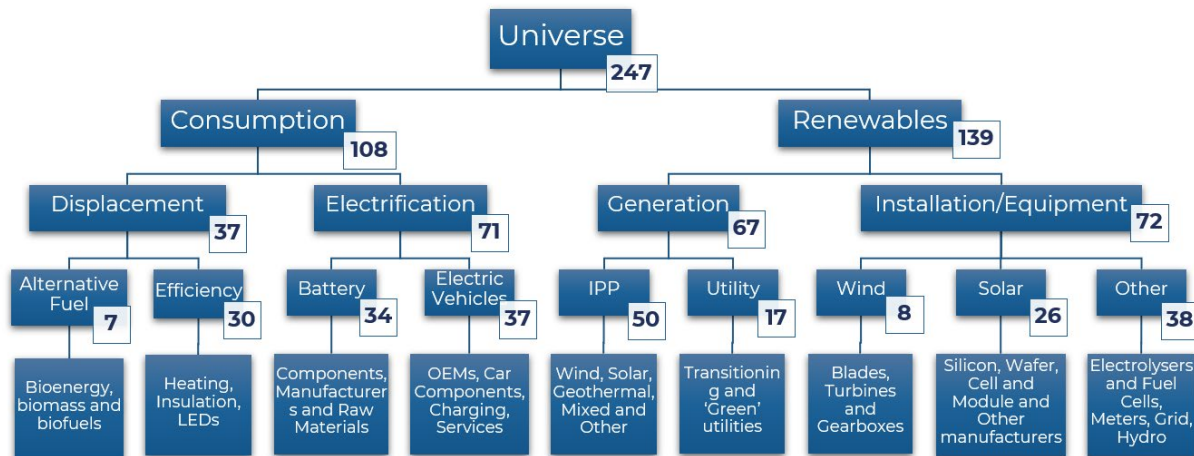 Universe
247
Consumption
108
Renewables
139
Displacement
37
Electrification
71
Generation
67
Installation/Equipment
72
Alternative
Fuel
7
Efficiency
30
Battery
34
Electric
Vehicles
37
IPP
50
Utility
17
Wind
8
Solar
26
Other
38
Bioenergy,
biomass and
biofuels
Heating,
Insulation,
LEDs
Components,
Manufacturer
s and Raw
Materials
OEMs, Car
Components,
Charging,
Services
Wind, Solar,
Geothermal,
Mixed and
Other
Transitionin
g and
‘Green’
utilities
Blades,
Turbines
and
Gearboxes
Silicon, Wafer,
Cell and
Module and
Other
manufacturers
Electrolysers
and Fuel
Cells,
Meters, Grid,
Hydro